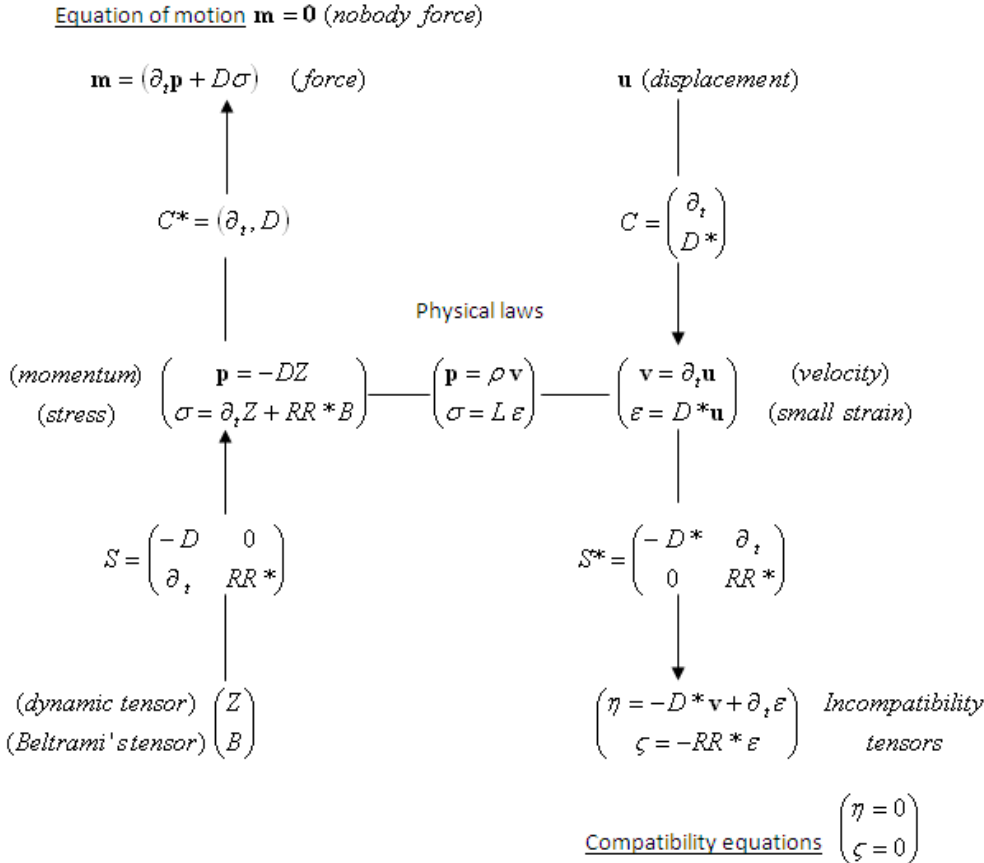 Equation of motion m = 0 (nobody force)
m = (∂ₜp + Dσ) (force)
u (displacement)
C* = (∂ₜ, D)
C = (∂ₜ
D*)
Physical laws
(momentum) (p = −DZ
(stress) σ = ∂ₜZ + RR*B)
(p = ρv
σ = Lε)
(v = ∂ₜu (velocity)
ε = D*u) (small strain)
S = (−D 0
∂ₜ RR*)
S* = (−D* ∂ₜ
0 RR*)
(dynamic tensor) (Z
(Beltrami'stensor) B)
(η = −D*v + ∂ₜε Incompatibility
ς = −RR*ε) tensors
Compatibility equations (η = 0
ς = 0)